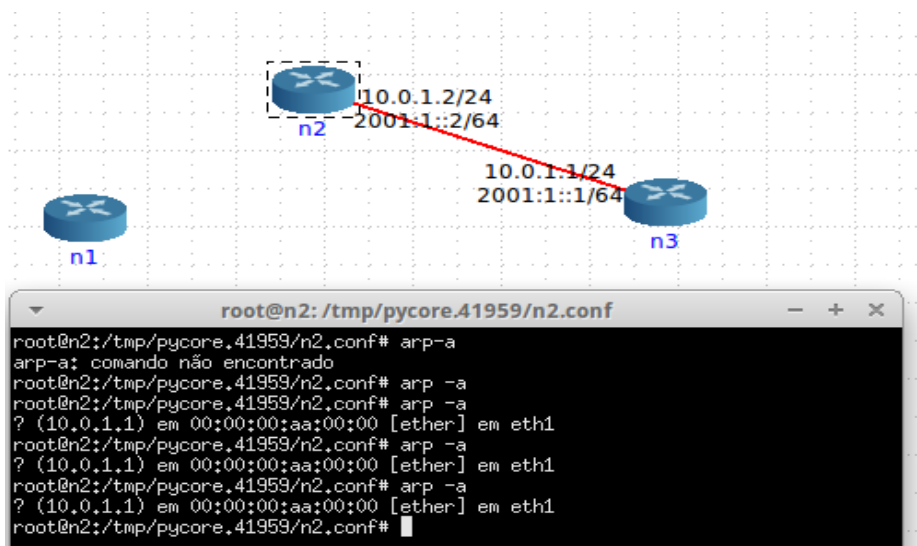 10.0.1.2/24
2001:1::2/64
n2
10.0.1.1/24
2001:1::1/64
n3
n1
root@n2: /tmp/pycore.41959/n2.conf
root@n2:/tmp/pycore.41959/n2.conf# arp-a
arp-a: comando não encontrado
root@n2:/tmp/pycore.41959/n2.conf# arp -a
root@n2:/tmp/pycore.41959/n2.conf# arp -a
? (10.0.1.1) em 00:00:00:aa:00:00 [ether] em eth1
root@n2:/tmp/pycore.41959/n2.conf# arp -a
? (10.0.1.1) em 00:00:00:aa:00:00 [ether] em eth1
root@n2:/tmp/pycore.41959/n2.conf# arp -a
? (10.0.1.1) em 00:00:00:aa:00:00 [ether] em eth1
root@n2:/tmp/pycore.41959/n2.conf#